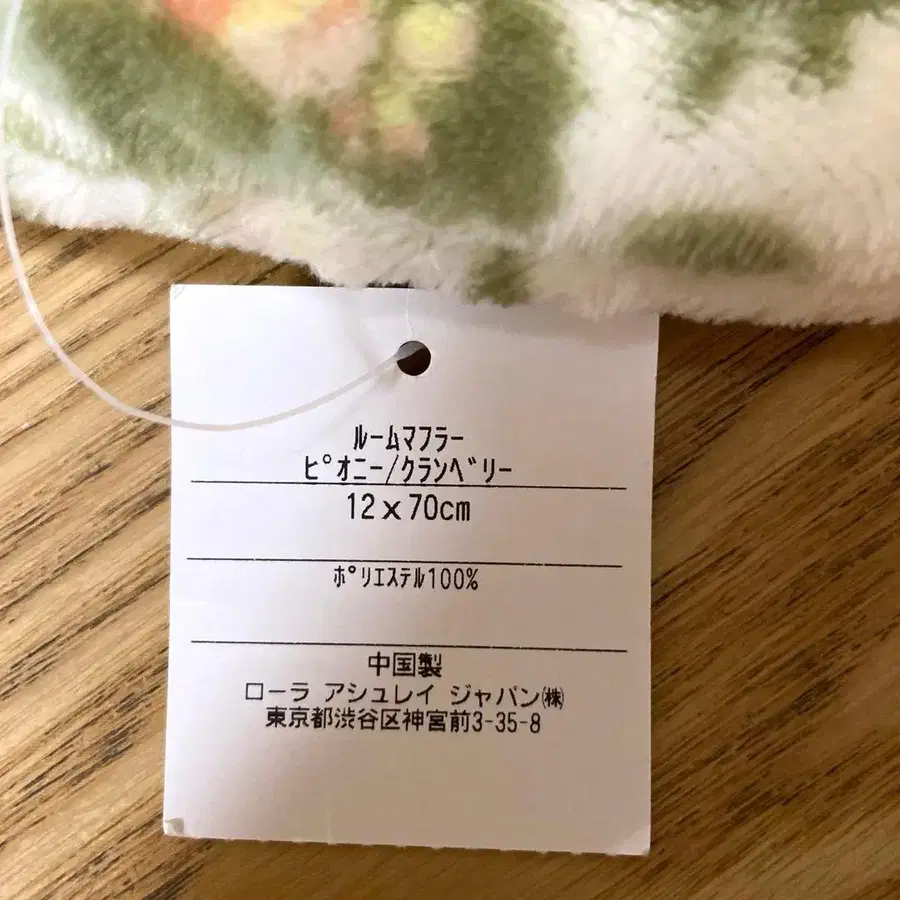 ルームマフラー
ピオニー/クランベリー
12×70cm
ポリエステル100%
中国製
ローラ アシュレイ ジャパン㈱
東京都渋谷区神宮前3-35-8